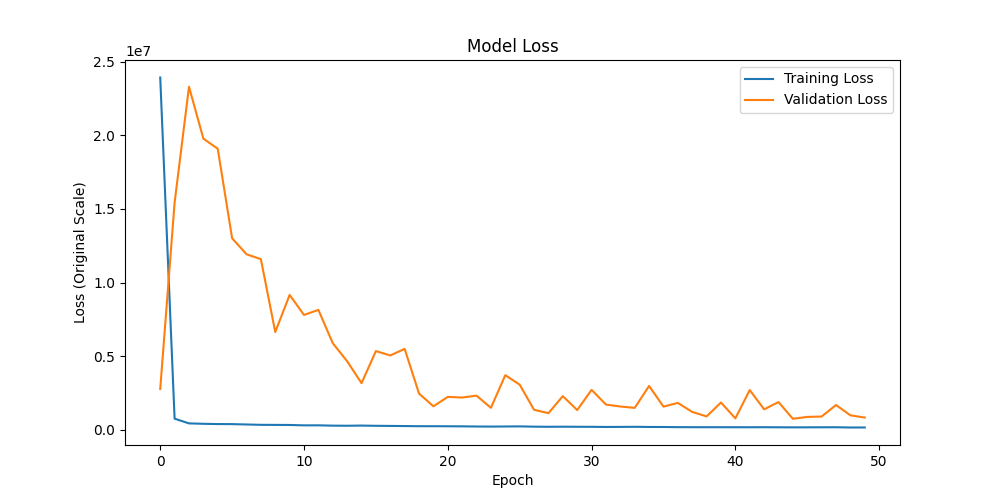 Model Loss
1e7
2.5
2.0
1.5
1.0
0.5
0.0
Loss (Original Scale)
Training Loss
Validation Loss
0 10 20 30 40 50
Epoch